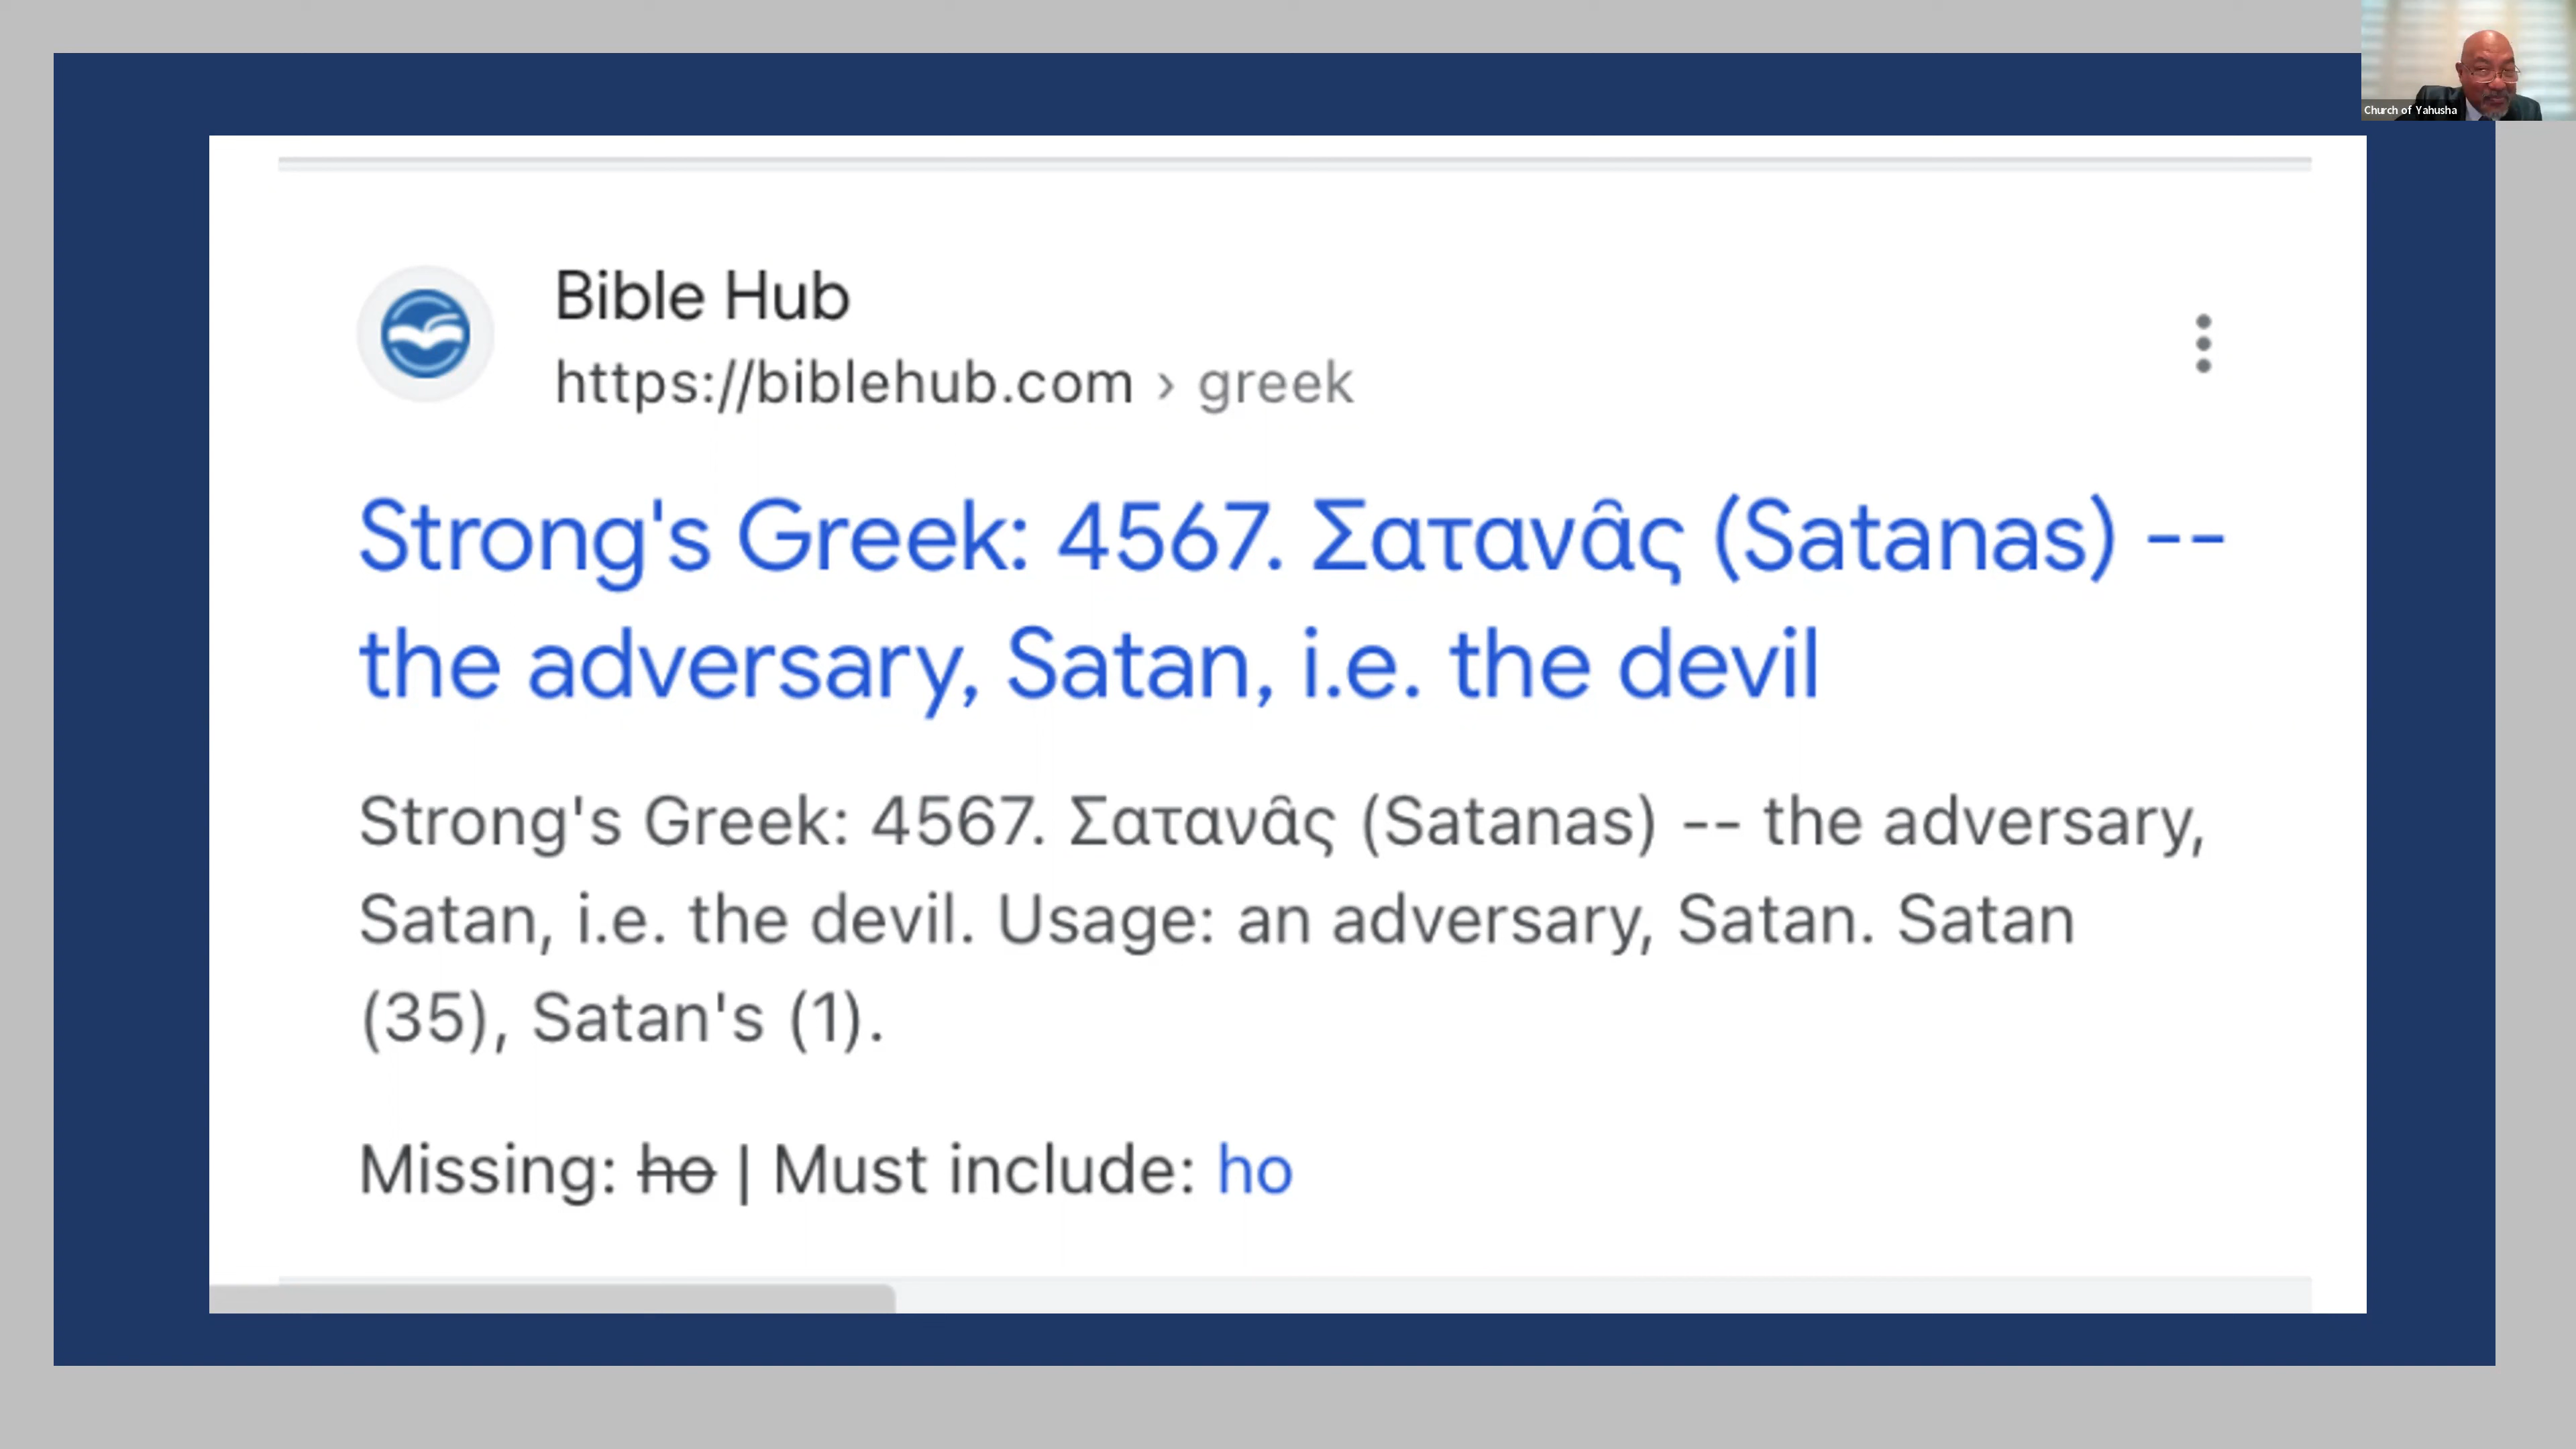 Church of Yahusha
Bible Hub
https://biblehub.com › greek
Strong's Greek: 4567. Σατανᾶς (Satanas) --
the adversary, Satan, i.e. the devil
Strong's Greek: 4567. Σατανᾶς (Satanas) -- the adversary,
Satan, i.e. the devil. Usage: an adversary, Satan. Satan
(35), Satan's (1).
Missing: ho | Must include: ho